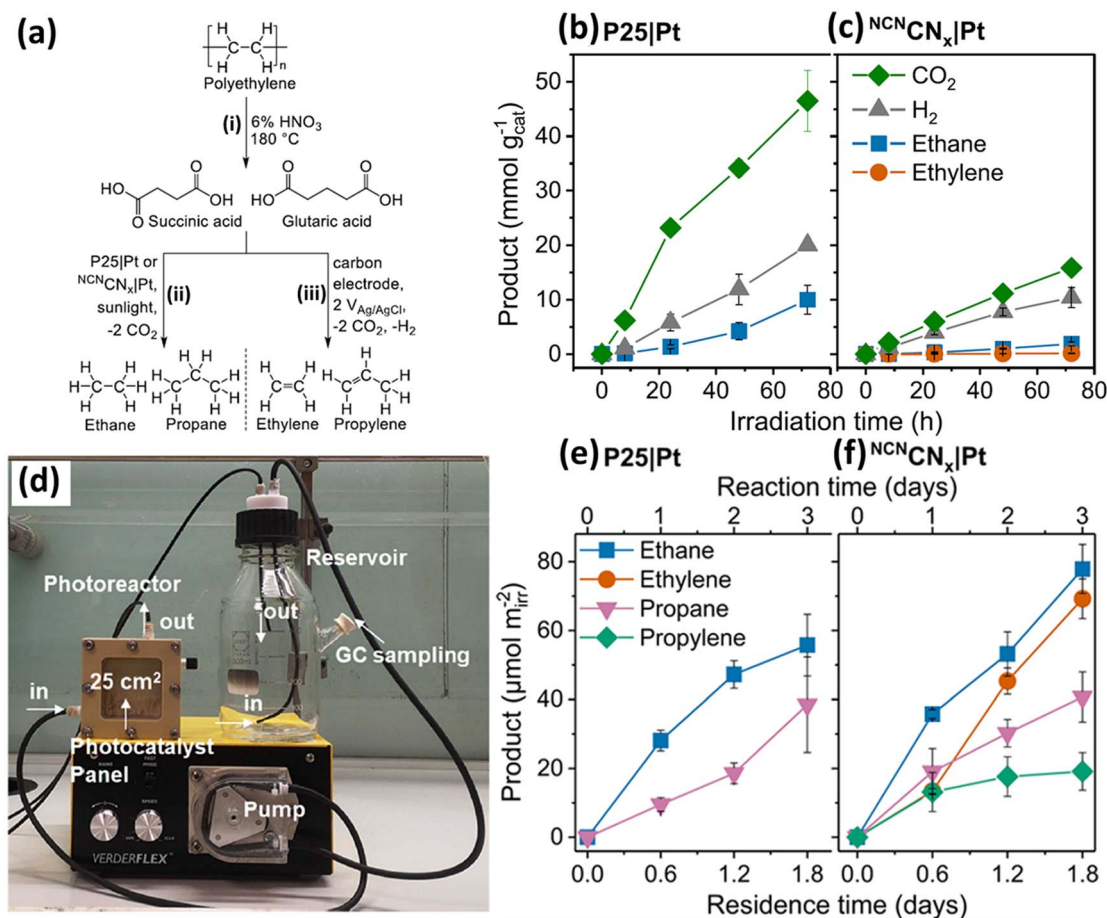 (a)
H H
C C
H H
n
Polyethylene
(i)
6% HNO3
180 °C
O O O O
HO OH HO OH
Succinic acid Glutaric acid
P25|Pt or
NCNCNx|Pt,
sunlight,
-2 CO2
(ii)
(iii)
carbon
electrode,
2 VAg/AgCl,
-2 CO2, -H2
Ethane Propane Ethylene Propylene
(b) P25|Pt
Product (mmol g-1cat)
50
40
30
20
10
0
0 20 40 60 80
(c) NCNCNx|Pt
CO2
H2
Ethane
Ethylene
0 20 40 60 80
Irradiation time (h)
(d)
Reservoir
Photoreactor
out
out
GC sampling
in
25 cm2
in
Photocatalyst
Panel
Pump
VERDERFLEX
(e) P25|Pt
(f) NCNCNx|Pt
Reaction time (days)
0 1 2 3
0 1 2 3
Ethane
Ethylene
Propane
Propylene
Product (µmol m-2irr)
80
60
40
20
0
0.0 0.6 1.2 1.8
0.0 0.6 1.2 1.8
Residence time (days)